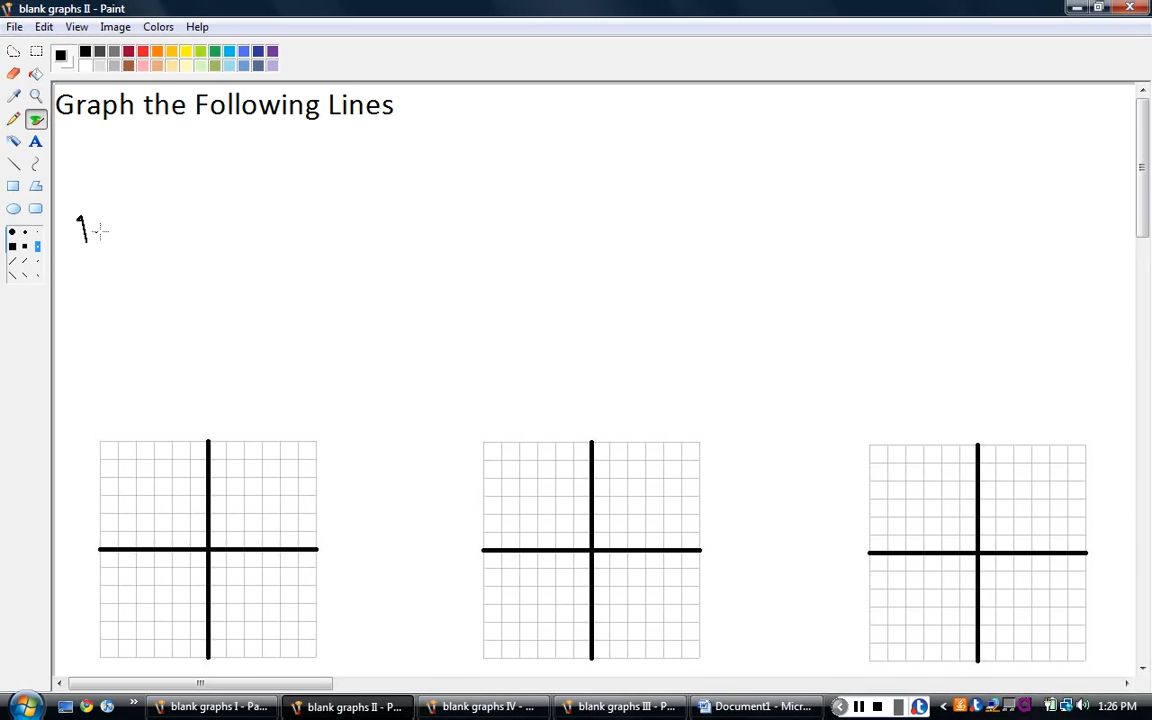 blank graphs II - Paint
File Edit View Image Colors Help
Graph the Following Lines
1
blank graphs I - Pa...
blank graphs II - P...
blank graphs IV - ...
blank graphs III - P...
Document1 - Micr...
1:26 PM